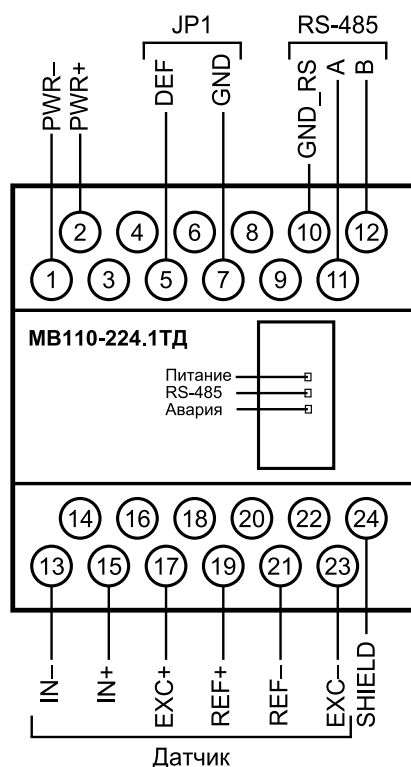 JP1
RS-485
PWR–
PWR+
DEF
GND
GND_RS
A
B
2
4
6
8
10
12
1
3
5
7
9
11
МВ110-224.1ТД
Питание
RS-485
Авария
14
16
18
20
22
24
13
15
17
19
21
23
IN–
IN+
EXC+
REF+
REF–
EXC–
SHIELD
Датчик